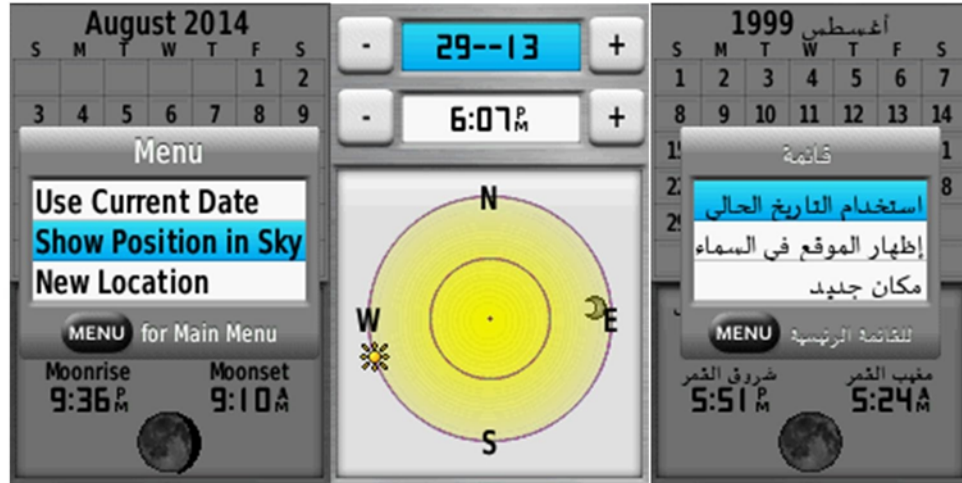 August 2014
S M T W T F S
1 2
3 4 5 6 7 8 9
Menu
Use Current Date
Show Position in Sky
New Location
MENU for Main Menu
Moonrise Moonset
9:36 PM 9:10 AM
- 29--13 +
- 6:07 PM +
N
W E
S
أغسطس 1999
S M T W T F S
1 2 3 4 5 6 7
8 9 10 11 12 13 14
قائمة
استخدام التاريخ الحالي
إظهار الموقع في السماء
مكان جديد
MENU للقائمة الرئيسية
شروق القمر مغيب القمر
5:51 PM 5:24 AM